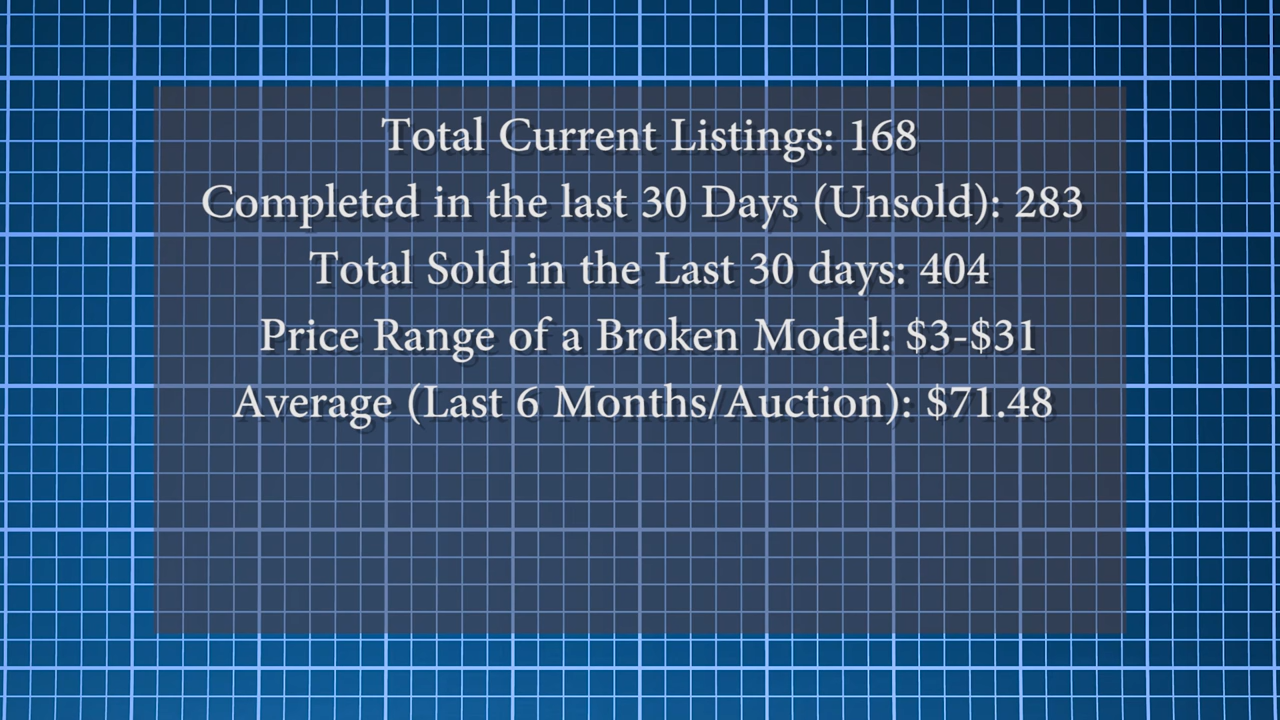 Total Current Listings: 168
Completed in the last 30 Days (Unsold): 283
Total Sold in the Last 30 days: 404
Price Range of a Broken Model: $3-$31
Average (Last 6 Months/Auction): $71.48